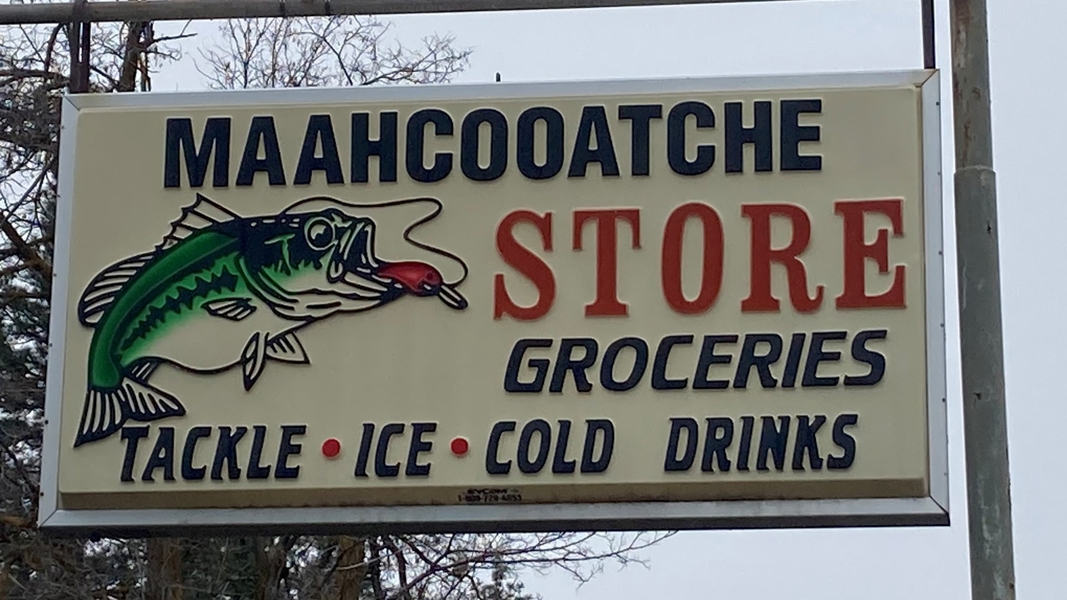 MAAHCOOATCHE
STORE
GROCERIES
TACKLE • ICE • COLD DRINKS